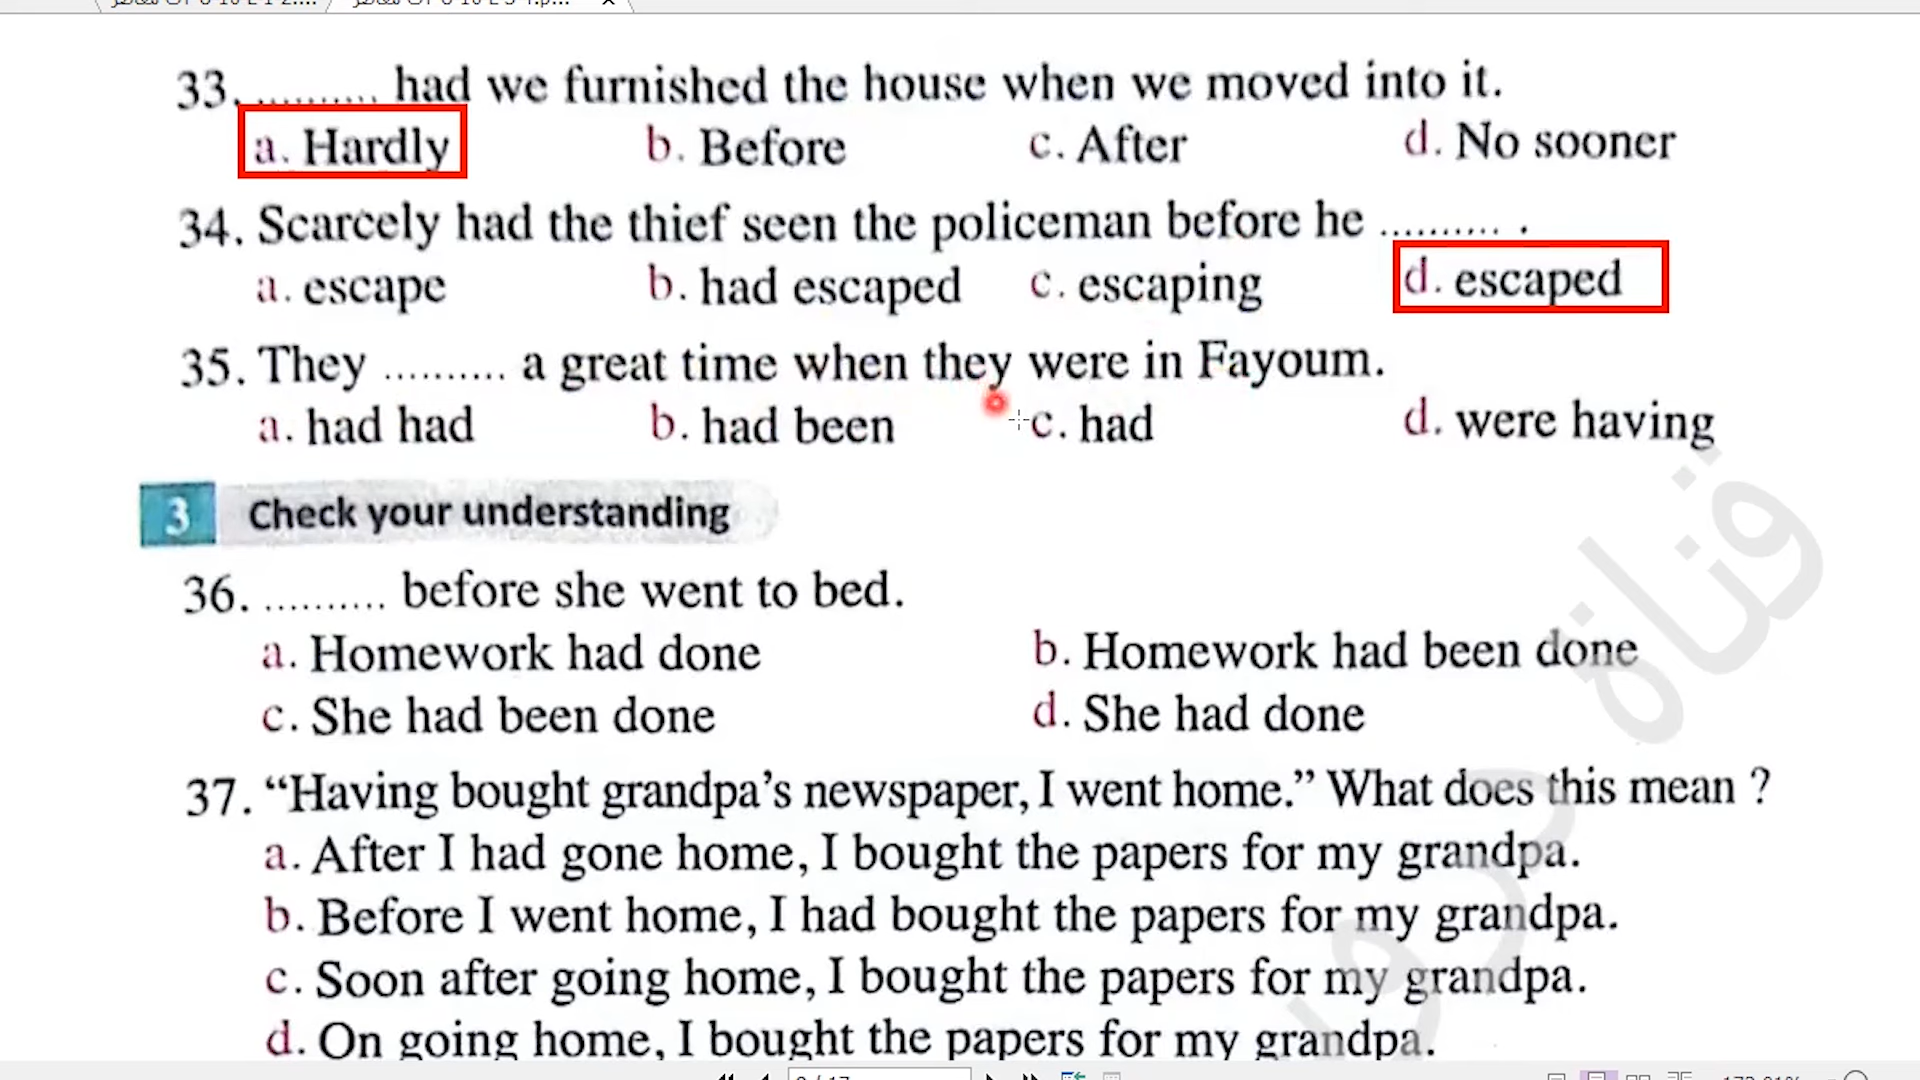 33. .......... had we furnished the house when we moved into it.
a. Hardly b. Before c. After d. No sooner
34. Scarcely had the thief seen the policeman before he .......... .
a. escape b. had escaped c. escaping d. escaped
35. They .......... a great time when they were in Fayoum.
a. had had b. had been c. had d. were having
3 Check your understanding
36. .......... before she went to bed.
a. Homework had done b. Homework had been done
c. She had been done d. She had done
37. “Having bought grandpa’s newspaper, I went home.” What does this mean ?
a. After I had gone home, I bought the papers for my grandpa.
b. Before I went home, I had bought the papers for my grandpa.
c. Soon after going home, I bought the papers for my grandpa.
d. On going home, I bought the papers for my grandpa.
قناة